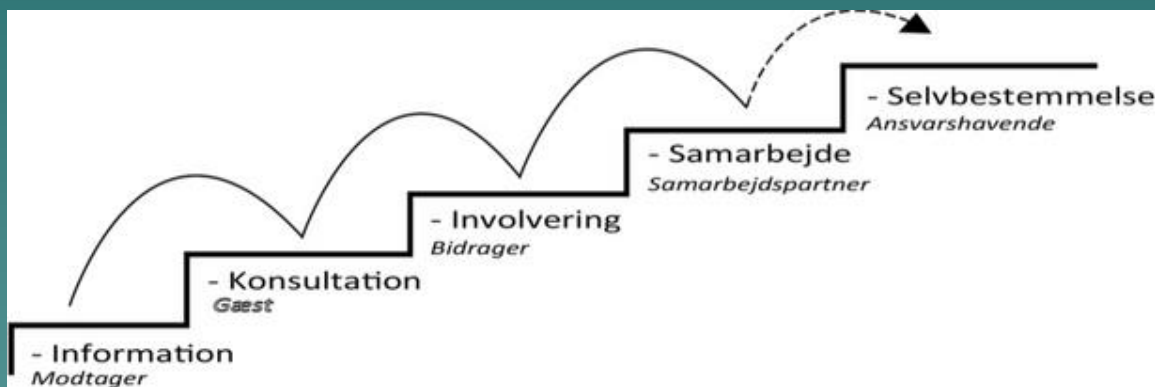 - Selvbestemmelse
Ansvarshavende
- Samarbejde
Samarbejdspartner
- Involvering
Bidrager
- Konsultation
Gæst
- Information
Modtager